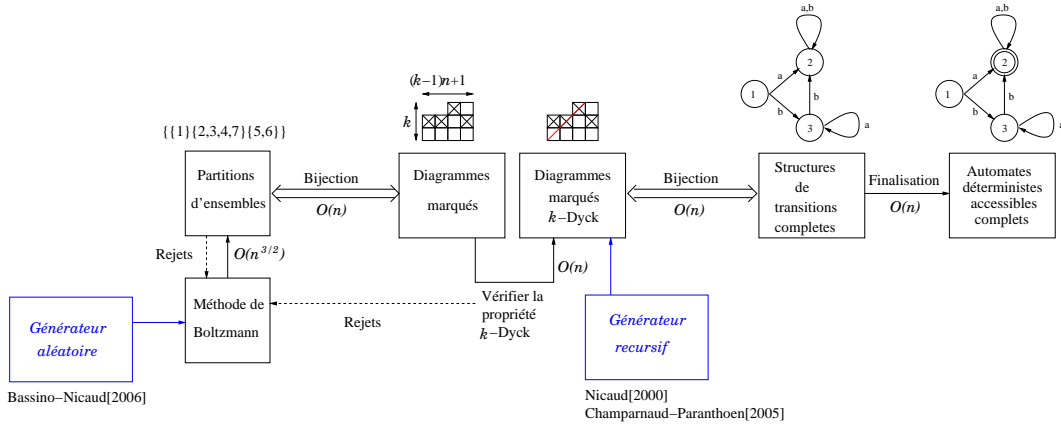 a,b
2
a
1
b
b
3
a
a,b
2
a
1
b
b
3
a
(k−1)n+1
k
{{1}{2,3,4,7}{5,6}}
Partitions
d'ensembles
Bijection
O(n)
Diagrammes
marqués
Diagrammes
marqués
k−Dyck
Bijection
O(n)
Structures
de
transitions
completes
Finalisation
O(n)
Automates
déterministes
accessibles
complets
Rejets
O(n^{3/2})
O(n)
Méthode de
Boltzmann
Rejets
Vérifier la
propriété
k−Dyck
Générateur
aléatoire
Générateur
recursif
Bassino−Nicaud[2006]
Nicaud[2000]
Champarnaud−Paranthoen[2005]